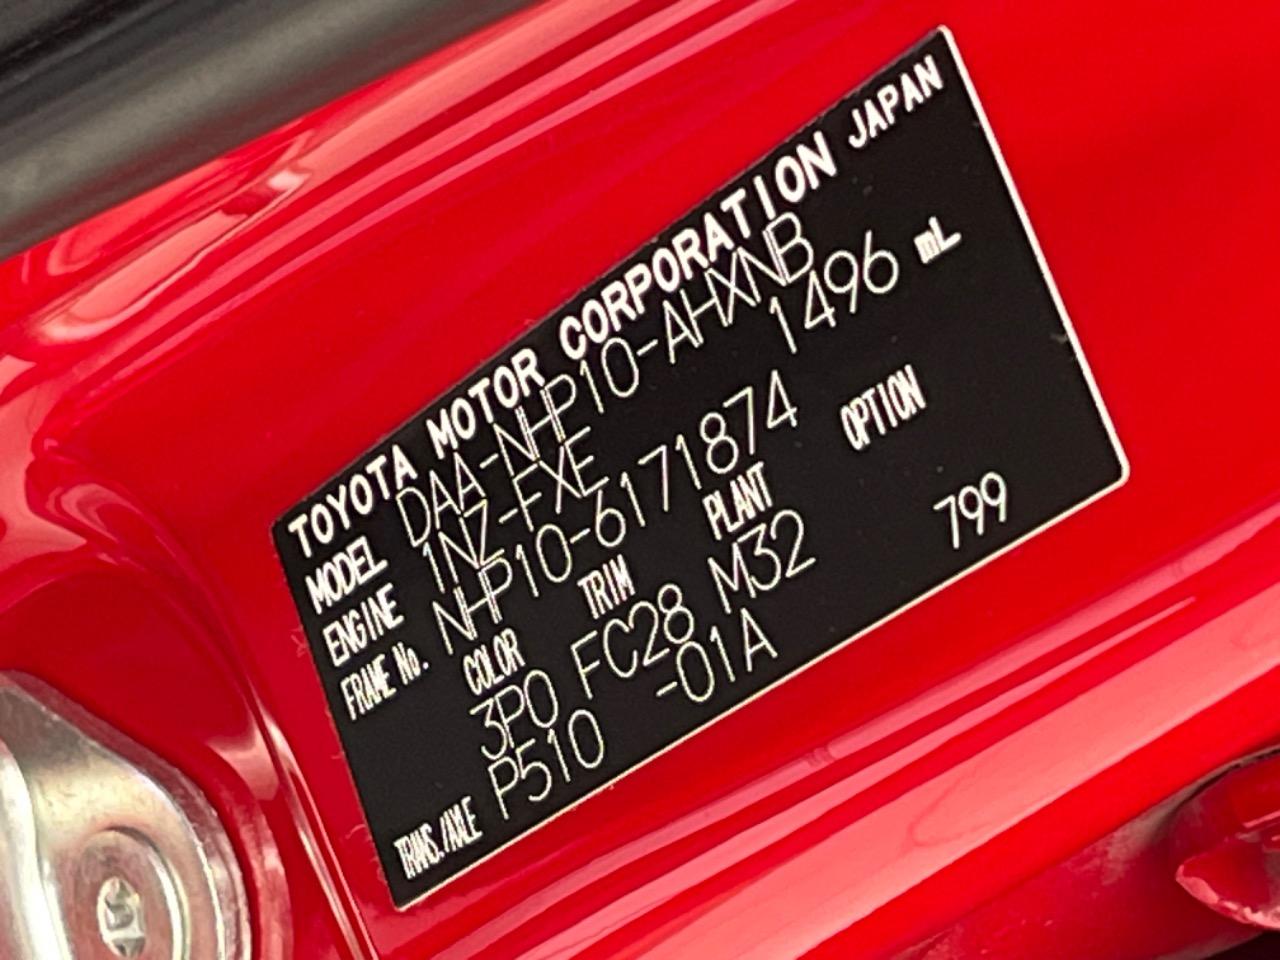 TOYOTA MOTOR CORPORATION JAPAN
MODEL DAA-NHP10-AHXNB
ENGINE 1NZ-FXE 1496 mL
FRAME No. NHP10-6171874
COLOR TRIM PLANT OPTION
3P0 FC28 M32 799
TRANS./AXLE P510 -01A